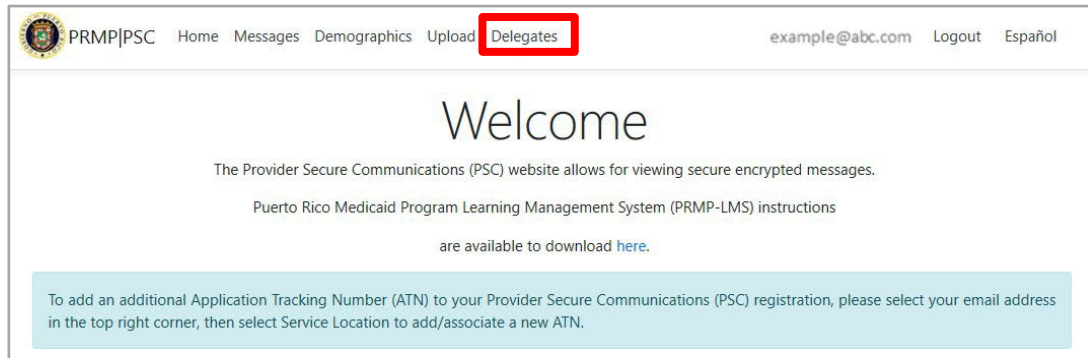 PRMP|PSC Home Messages Demographics Upload Delegates example@abc.com Logout Español
Welcome
The Provider Secure Communications (PSC) website allows for viewing secure encrypted messages.
Puerto Rico Medicaid Program Learning Management System (PRMP-LMS) instructions
are available to download here.
To add an additional Application Tracking Number (ATN) to your Provider Secure Communications (PSC) registration, please select your email address
in the top right corner, then select Service Location to add/associate a new ATN.